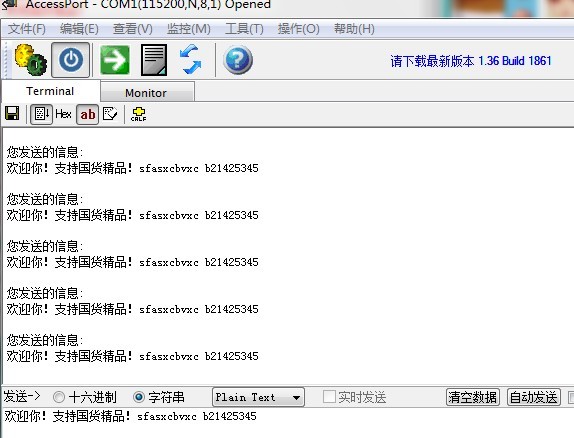 AccessPort - COM1(115200,N,8,1) Opened
文件(F) 编辑(E) 查看(V) 监控(M) 工具(T) 操作(O) 帮助(H)
请下载最新版本 1.36 Build 1861
Terminal Monitor
Hex ab CRLF
您发送的信息:
欢迎你! 支持国货精品! sfasxcbvxc b21425345
您发送的信息:
欢迎你! 支持国货精品! sfasxcbvxc b21425345
您发送的信息:
欢迎你! 支持国货精品! sfasxcbvxc b21425345
您发送的信息:
欢迎你! 支持国货精品! sfasxcbvxc b21425345
您发送的信息:
欢迎你! 支持国货精品! sfasxcbvxc b21425345
发送-> 十六进制 字符串 Plain Text 实时发送 清空数据 自动发送
欢迎你! 支持国货精品! sfasxcbvxc b21425345